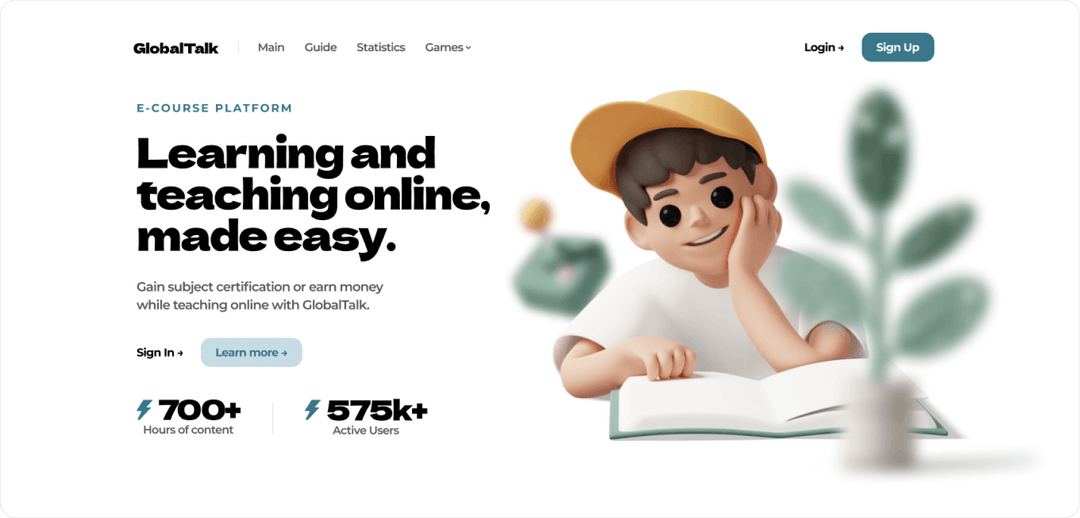 GlobalTalk
Main
Guide
Statistics
Games
Login →
Sign Up
E-COURSE PLATFORM
Learning and
teaching online,
made easy.
Gain subject certification or earn money
while teaching online with GlobalTalk.
Sign In →
Learn more →
700+
Hours of content
575k+
Active Users